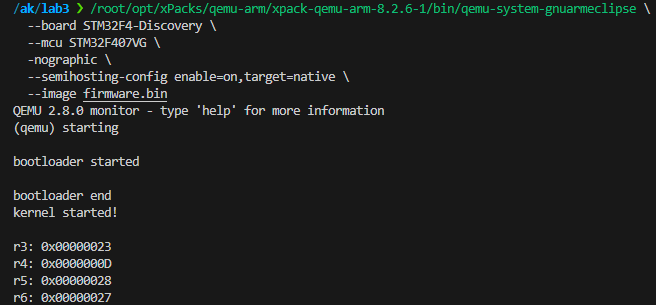 /ak/lab3 ❯ /root/opt/xPacks/qemu-arm/xpack-qemu-arm-8.2.6-1/bin/qemu-system-gnuarmeclipse \
--board STM32F4-Discovery \
--mcu STM32F407VG \
-nographic \
--semihosting-config enable=on,target=native \
--image firmware.bin
QEMU 2.8.0 monitor - type 'help' for more information
(qemu) starting
bootloader started
bootloader end
kernel started!
r3: 0x00000023
r4: 0x0000000D
r5: 0x00000028
r6: 0x00000027